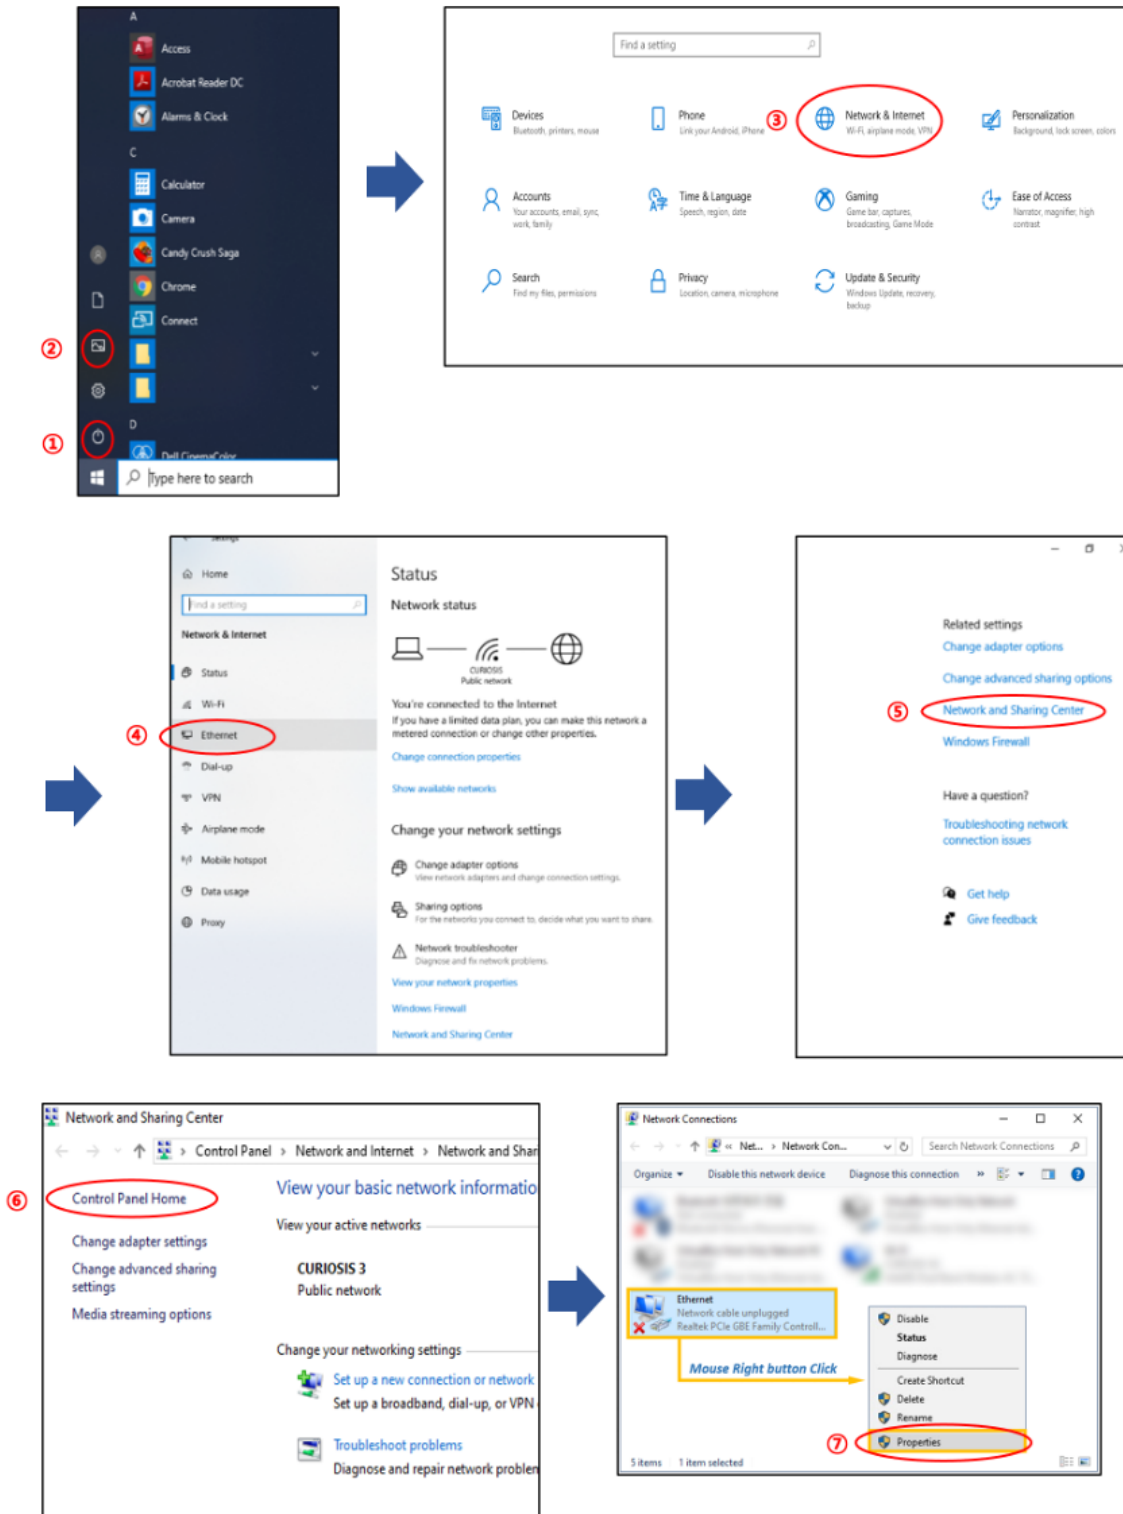 A
Access
Acrobat Reader DC
Alarms & Clock
C
Calculator
Camera
Candy Crush Saga
Chrome
Connect
②
①
D
Dell CinemaColor
Type here to search
Find a setting
Devices
Bluetooth, printers, mouse
Phone
Link your Android, iPhone
③
Network & Internet
Wi-Fi, airplane mode, VPN
Personalization
Background, lock screen, colors
Accounts
Your accounts, email, sync,
work, family
Time & Language
Speech, region, date
Gaming
Game bar, captures,
broadcasting, Game Mode
Ease of Access
Narrator, magnifier, high
contrast
Search
Find my files, permissions
Privacy
Location, camera, microphone
Update & Security
Windows Update, recovery,
backup
Settings
Home
Find a setting
Network & Internet
Status
Wi-Fi
④
Ethernet
Dial-up
VPN
Airplane mode
Mobile hotspot
Data usage
Proxy
Status
Network status
CURIOSIS
Public network
You're connected to the Internet
If you have a limited data plan, you can make this network a
metered connection or change other properties.
Change connection properties
Show available networks
Change your network settings
Change adapter options
View network adapters and change connection settings.
Sharing options
For the networks you connect to, decide what you want to share.
Network troubleshooter
Diagnose and fix network problems.
View your network properties
Windows Firewall
Network and Sharing Center
Related settings
Change adapter options
Change advanced sharing options
⑤
Network and Sharing Center
Windows Firewall
Have a question?
Troubleshooting network
connection issues
Get help
Give feedback
Network and Sharing Center
Control Panel > Network and Internet > Network and Shar
⑥
Control Panel Home
Change adapter settings
Change advanced sharing
settings
Media streaming options
View your basic network informatio
View your active networks
CURIOSIS 3
Public network
Change your networking settings
Set up a new connection or network
Set up a broadband, dial-up, or VPN
Troubleshoot problems
Diagnose and repair network problen
Network Connections
« Net... > Network Con...
Search Network Connections
Organize
Disable this network device
Diagnose this connection
»
Ethernet
Network cable unplugged
Realtek PCIe GBE Family Controll...
Mouse Right button Click
Disable
Status
Diagnose
Create Shortcut
Delete
Rename
⑦
Properties
5 items
1 item selected